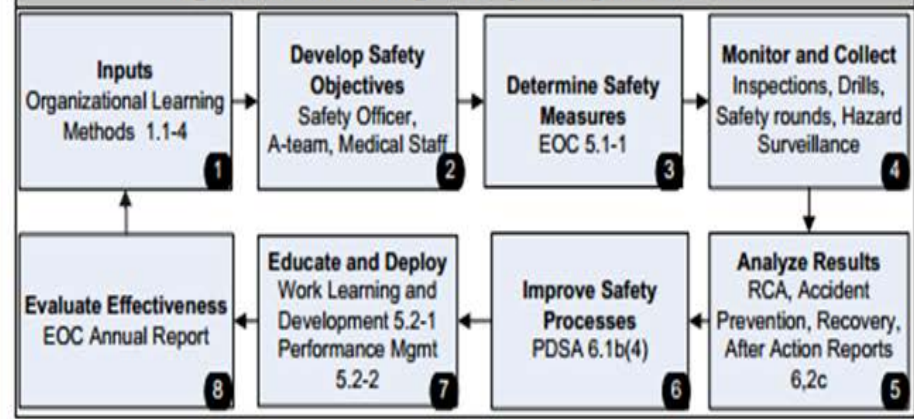 Inputs
Organizational Learning
Methods 1.1-4
1
Develop Safety
Objectives
Safety Officer,
A-team, Medical Staff
2
Determine Safety
Measures
EOC 5.1-1
3
Monitor and Collect
Inspections, Drills,
Safety rounds, Hazard
Surveillance
4
Analyze Results
RCA, Accident
Prevention, Recovery,
After Action Reports
6,2c
5
Improve Safety
Processes
PDSA 6.1b(4)
6
Educate and Deploy
Work Learning and
Development 5.2-1
Performance Mgmt
5.2-2
7
Evaluate Effectiveness
EOC Annual Report
8